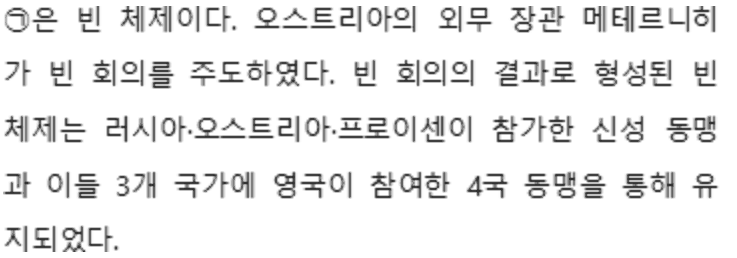 ㉠은 빈 체제이다. 오스트리아의 외무 장관 메테르니히
가 빈 회의를 주도하였다. 빈 회의의 결과로 형성된 빈
체제는 러시아·오스트리아·프로이센이 참가한 신성 동맹
과 이들 3개 국가에 영국이 참여한 4국 동맹을 통해 유
지되었다.